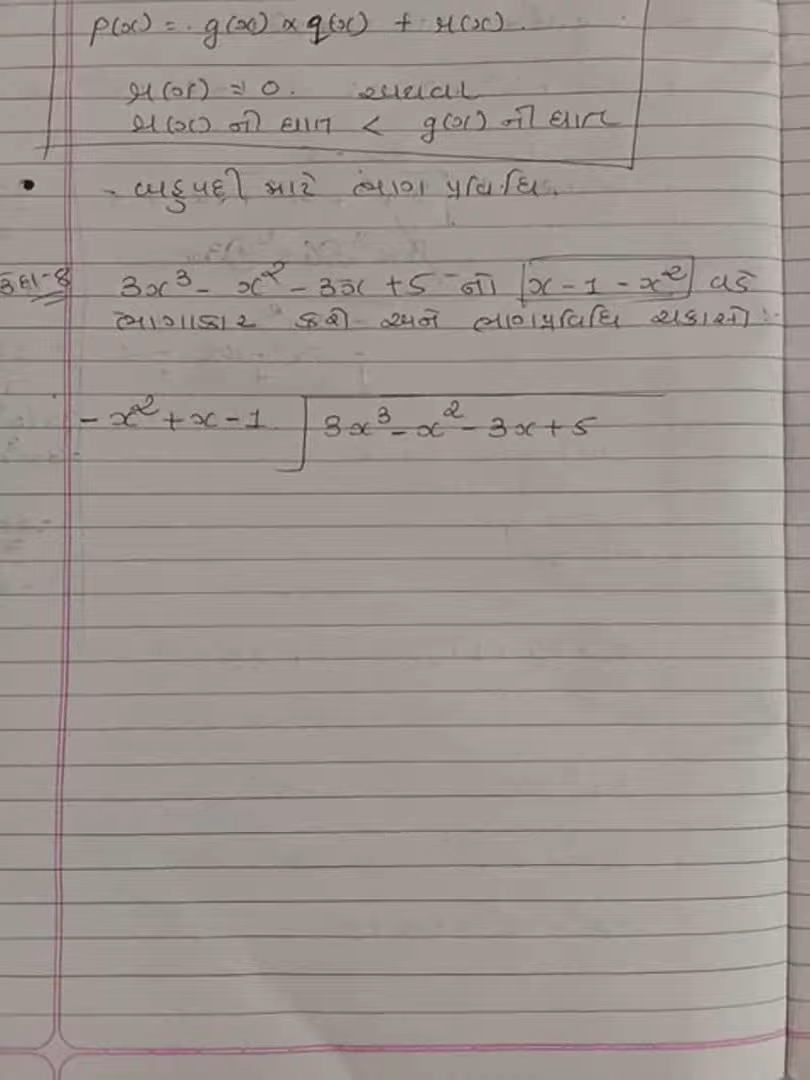 p(x) = g(x) × q(x) + r(x).
r(x) = 0. અથવા
r(x) ની ઘાત < g(x) ની ઘાત
• - બહુપદી માટે ભાગ પ્રવિધિ.
ઉદા-8 3x³ - x² - 3x + 5 નો x - 1 - x² વડે
ભાગાકાર કરો અને ભાગપ્રવિધિ ચકાસો :-
- x² + x - 1 3x³ - x² - 3x + 5